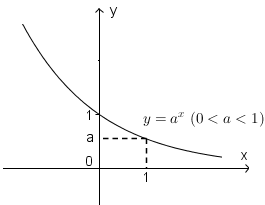 y
1
y = a^x (0 < a < 1)
a
0
x
1